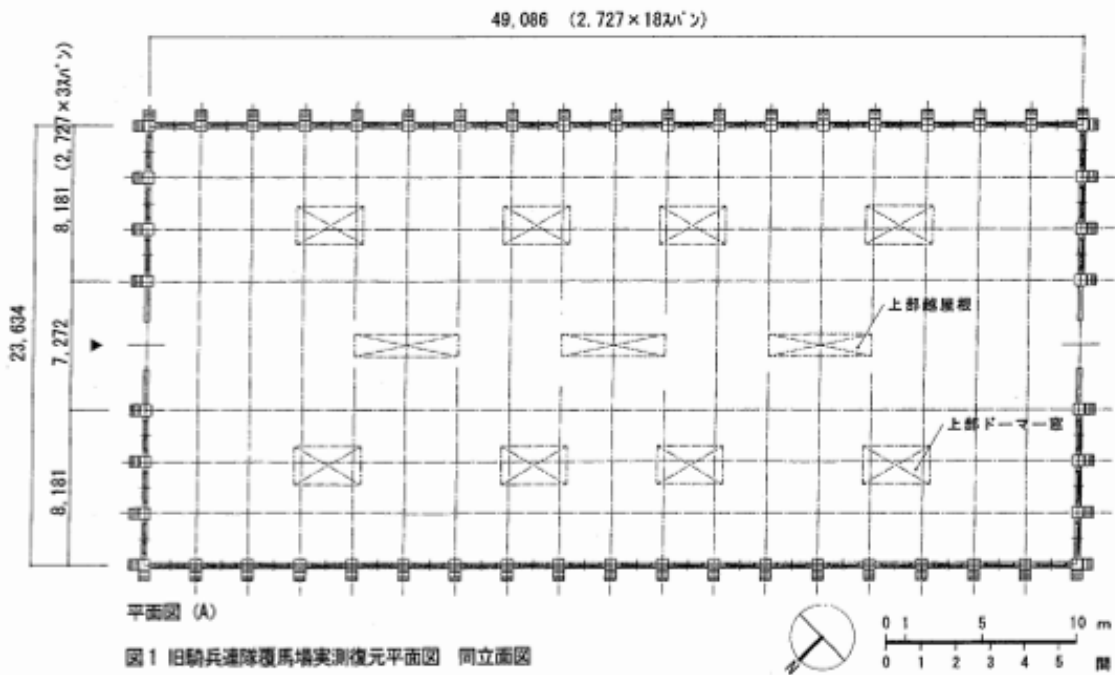 49,086 (2.727×18スパン)
8,181 (2,727×3スパン)
23,634
7,272
8,181
上部越屋根
上部ドーマー窓
平面図 (A)
図1 旧騎兵連隊覆馬場実測復元平面図 同立面図
N
0 1 5 10 m
0 1 2 3 4 5 間